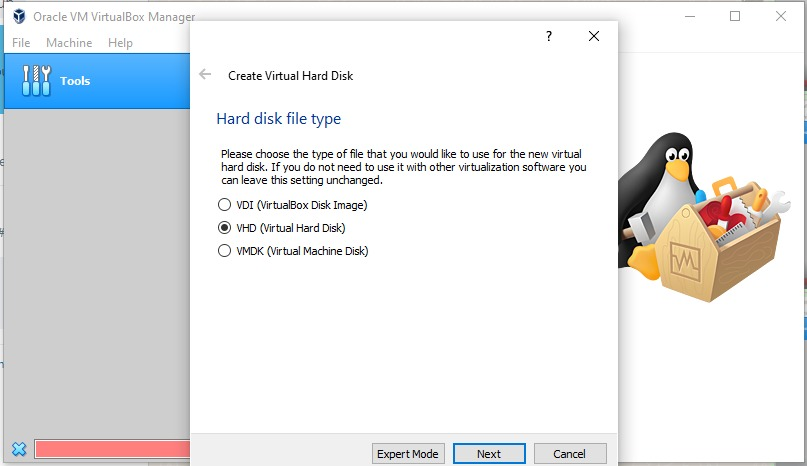 Oracle VM VirtualBox Manager
File Machine Help
Tools
?
Create Virtual Hard Disk
Hard disk file type
Please choose the type of file that you would like to use for the new virtual
hard disk. If you do not need to use it with other virtualization software you
can leave this setting unchanged.
VDI (VirtualBox Disk Image)
VHD (Virtual Hard Disk)
VMDK (Virtual Machine Disk)
Expert Mode Next Cancel